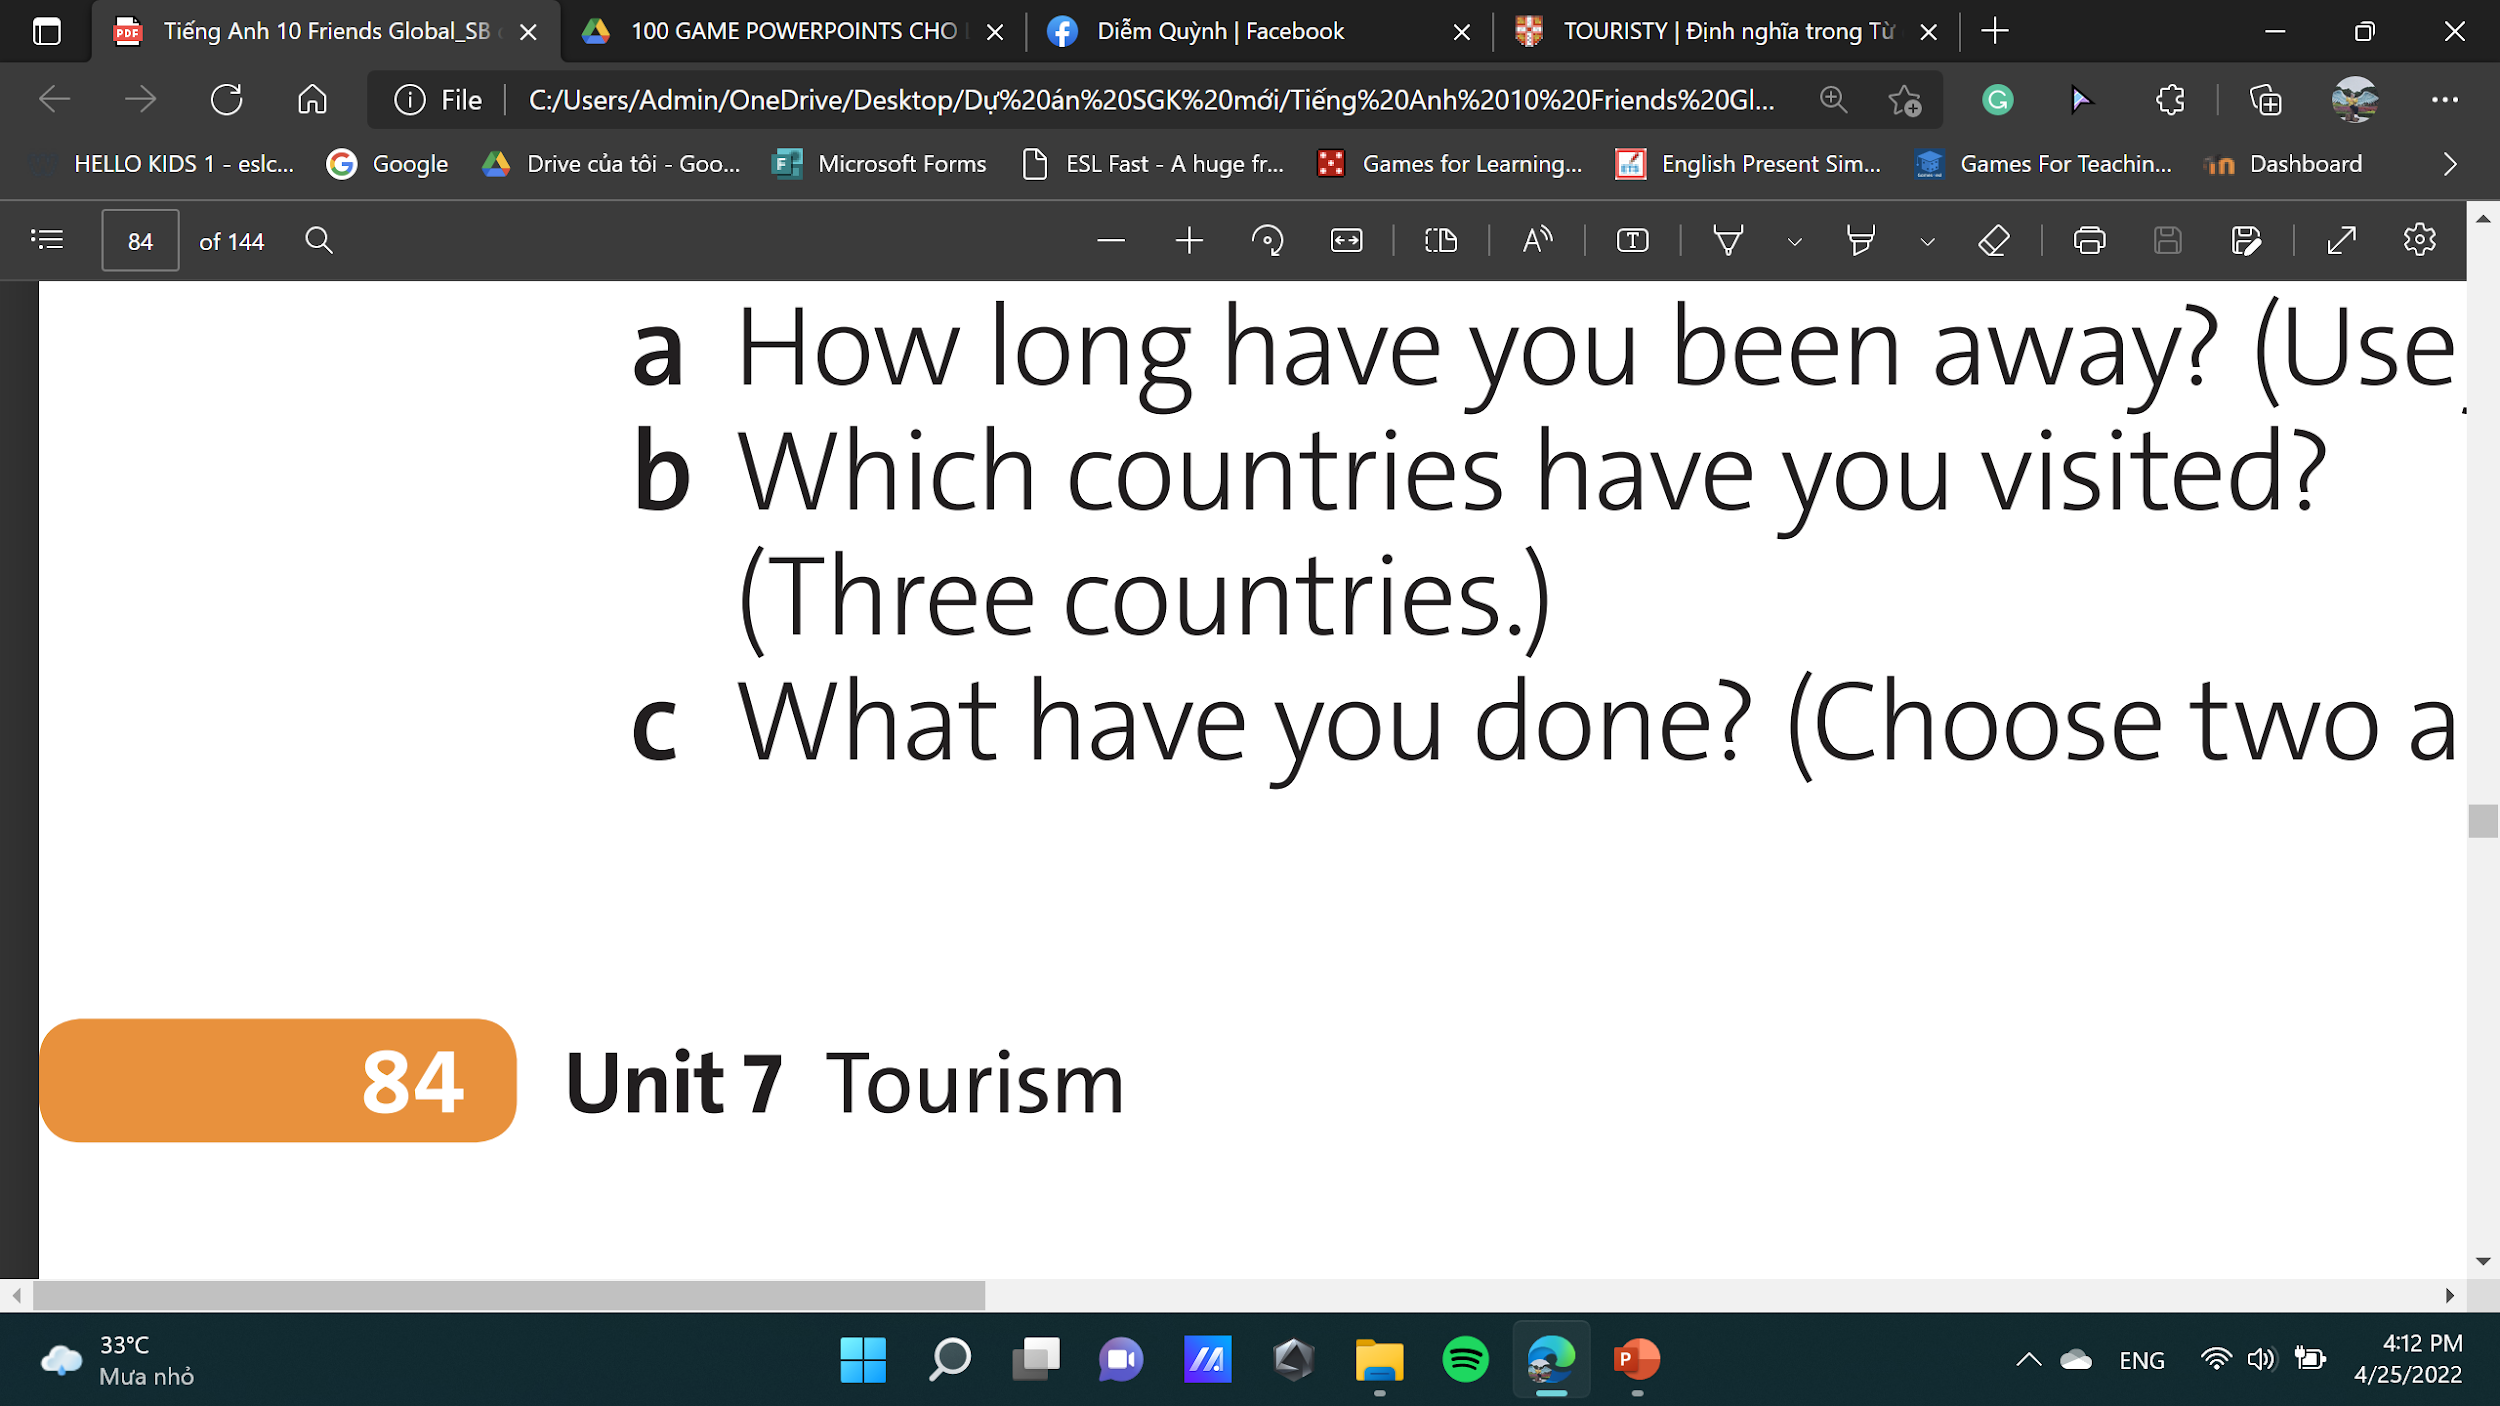 Tiếng Anh 10 Friends Global_SB
100 GAME POWERPOINTS CHO
Diễm Quỳnh | Facebook
TOURISTY | Định nghĩa trong Từ
File
C:/Users/Admin/OneDrive/Desktop/Dự%20án%20SGK%20mới/Tiếng%20Anh%2010%20Friends%20Gl...
HELLO KIDS 1 - eslc...
Google
Drive của tôi - Goo...
Microsoft Forms
ESL Fast - A huge fr...
Games for Learning...
English Present Sim...
Games For Teachin...
Dashboard
84 of 144
a How long have you been away? (Use
b Which countries have you visited?
(Three countries.)
c What have you done? (Choose two a
84 Unit 7 Tourism
33°C
Mưa nhỏ
ENG
4:12 PM
4/25/2022